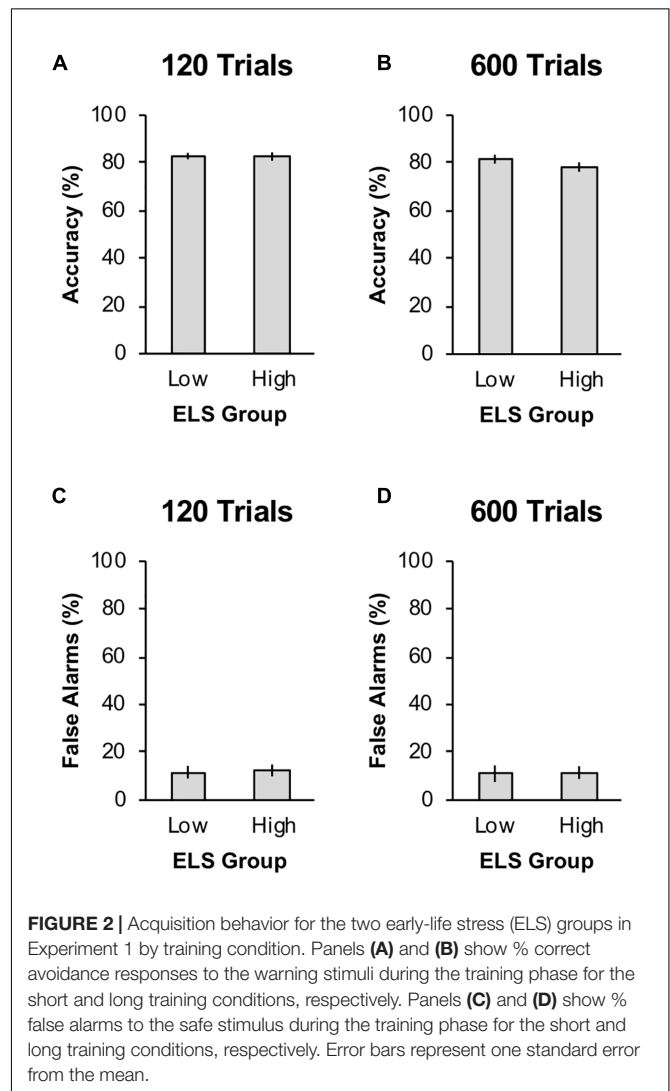 A 120 Trials
B 600 Trials
100
80
60
40
20
0
Accuracy (%)
Low High
ELS Group
100
80
60
40
20
0
Accuracy (%)
Low High
ELS Group
C 120 Trials
D 600 Trials
100
80
60
40
20
0
False Alarms (%)
Low High
ELS Group
100
80
60
40
20
0
False Alarms (%)
Low High
ELS Group
FIGURE 2 | Acquisition behavior for the two early-life stress (ELS) groups in
Experiment 1 by training condition. Panels (A) and (B) show % correct
avoidance responses to the warning stimuli during the training phase for the
short and long training conditions, respectively. Panels (C) and (D) show %
false alarms to the safe stimulus during the training phase for the short and
long training conditions, respectively. Error bars represent one standard error
from the mean.